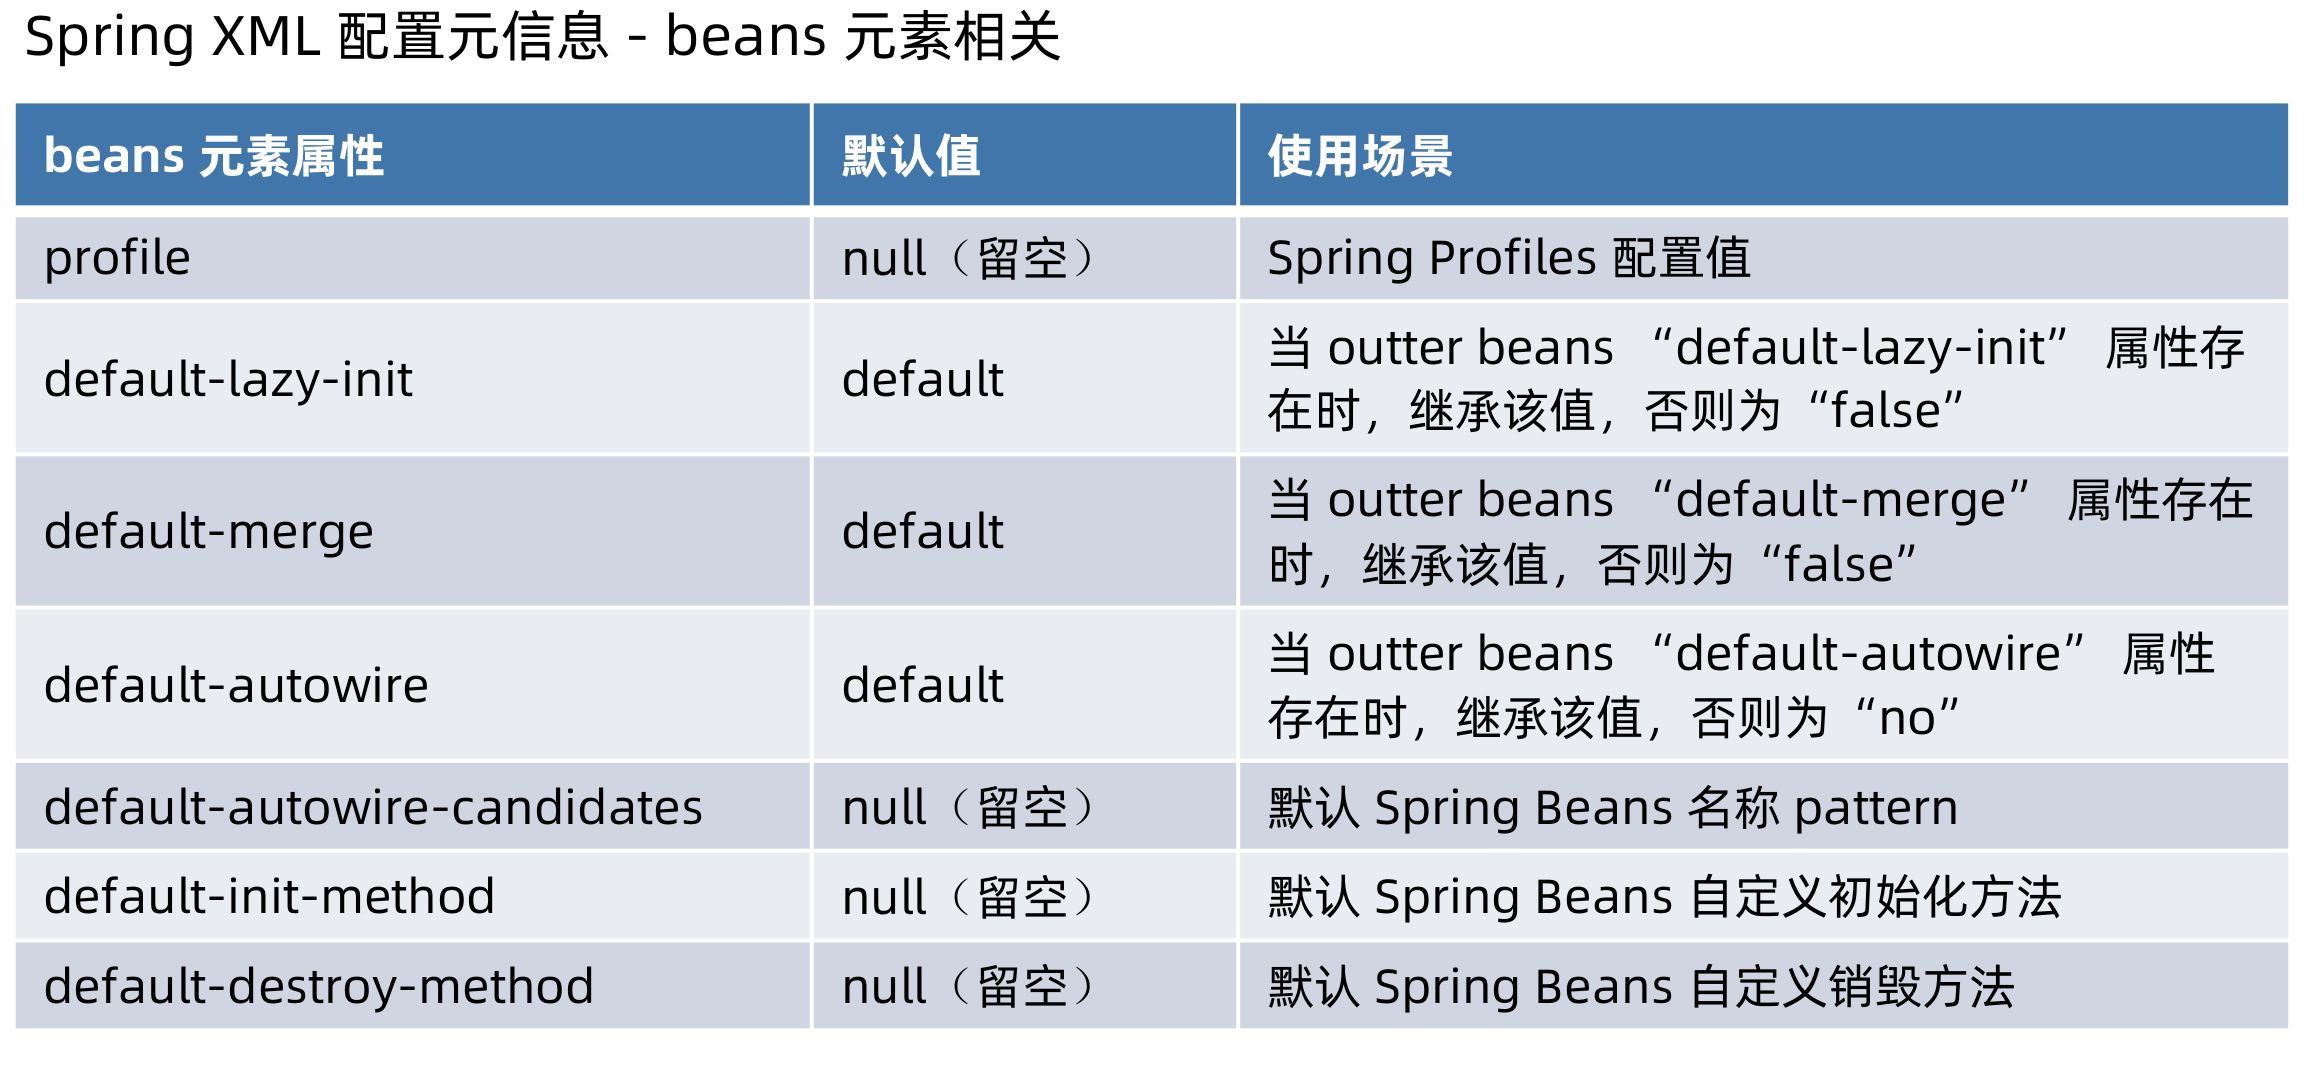 Spring XML 配置元信息 - beans 元素相关
beans 元素属性 默认值 使用场景
profile null（留空） Spring Profiles 配置值
default-lazy-init default 当 outter beans “default-lazy-init” 属性存
在时，继承该值，否则为“false”
default-merge default 当 outter beans “default-merge” 属性存在
时，继承该值，否则为“false”
default-autowire default 当 outter beans “default-autowire” 属性
存在时，继承该值，否则为“no”
default-autowire-candidates null（留空） 默认 Spring Beans 名称 pattern
default-init-method null（留空） 默认 Spring Beans 自定义初始化方法
default-destroy-method null（留空） 默认 Spring Beans 自定义销毁方法